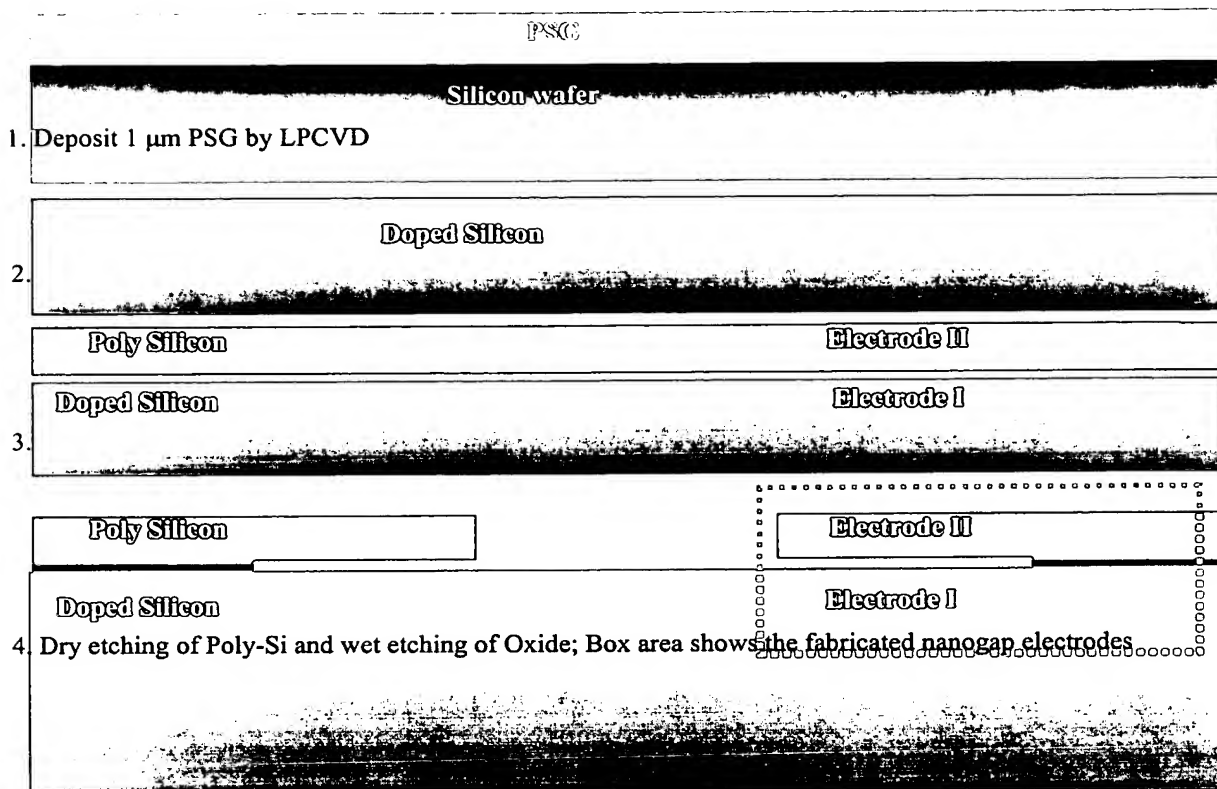 PSG
Silicon wafer
1. Deposit 1 μm PSG by LPCVD
Doped Silicon
2.
Poly Silicon Electrode II
Doped Silicon Electrode I
3.
Poly Silicon Electrode II
Doped Silicon Electrode I
4. Dry etching of Poly-Si and wet etching of Oxide; Box area shows the fabricated nanogap electrodes